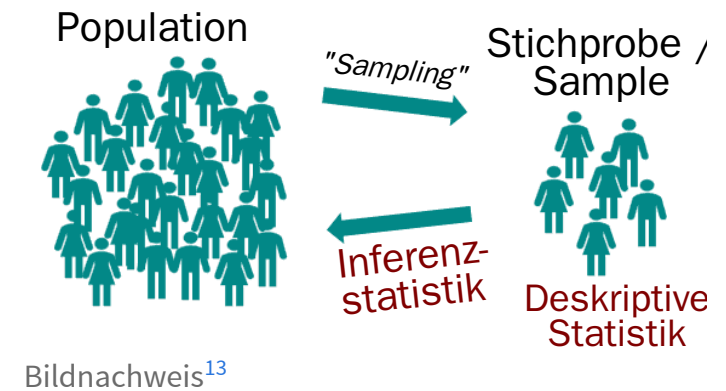 Population
"Sampling"
Stichprobe /
Sample
Inferenz-
statistik
Deskriptive
Statistik
Bildnachweis13